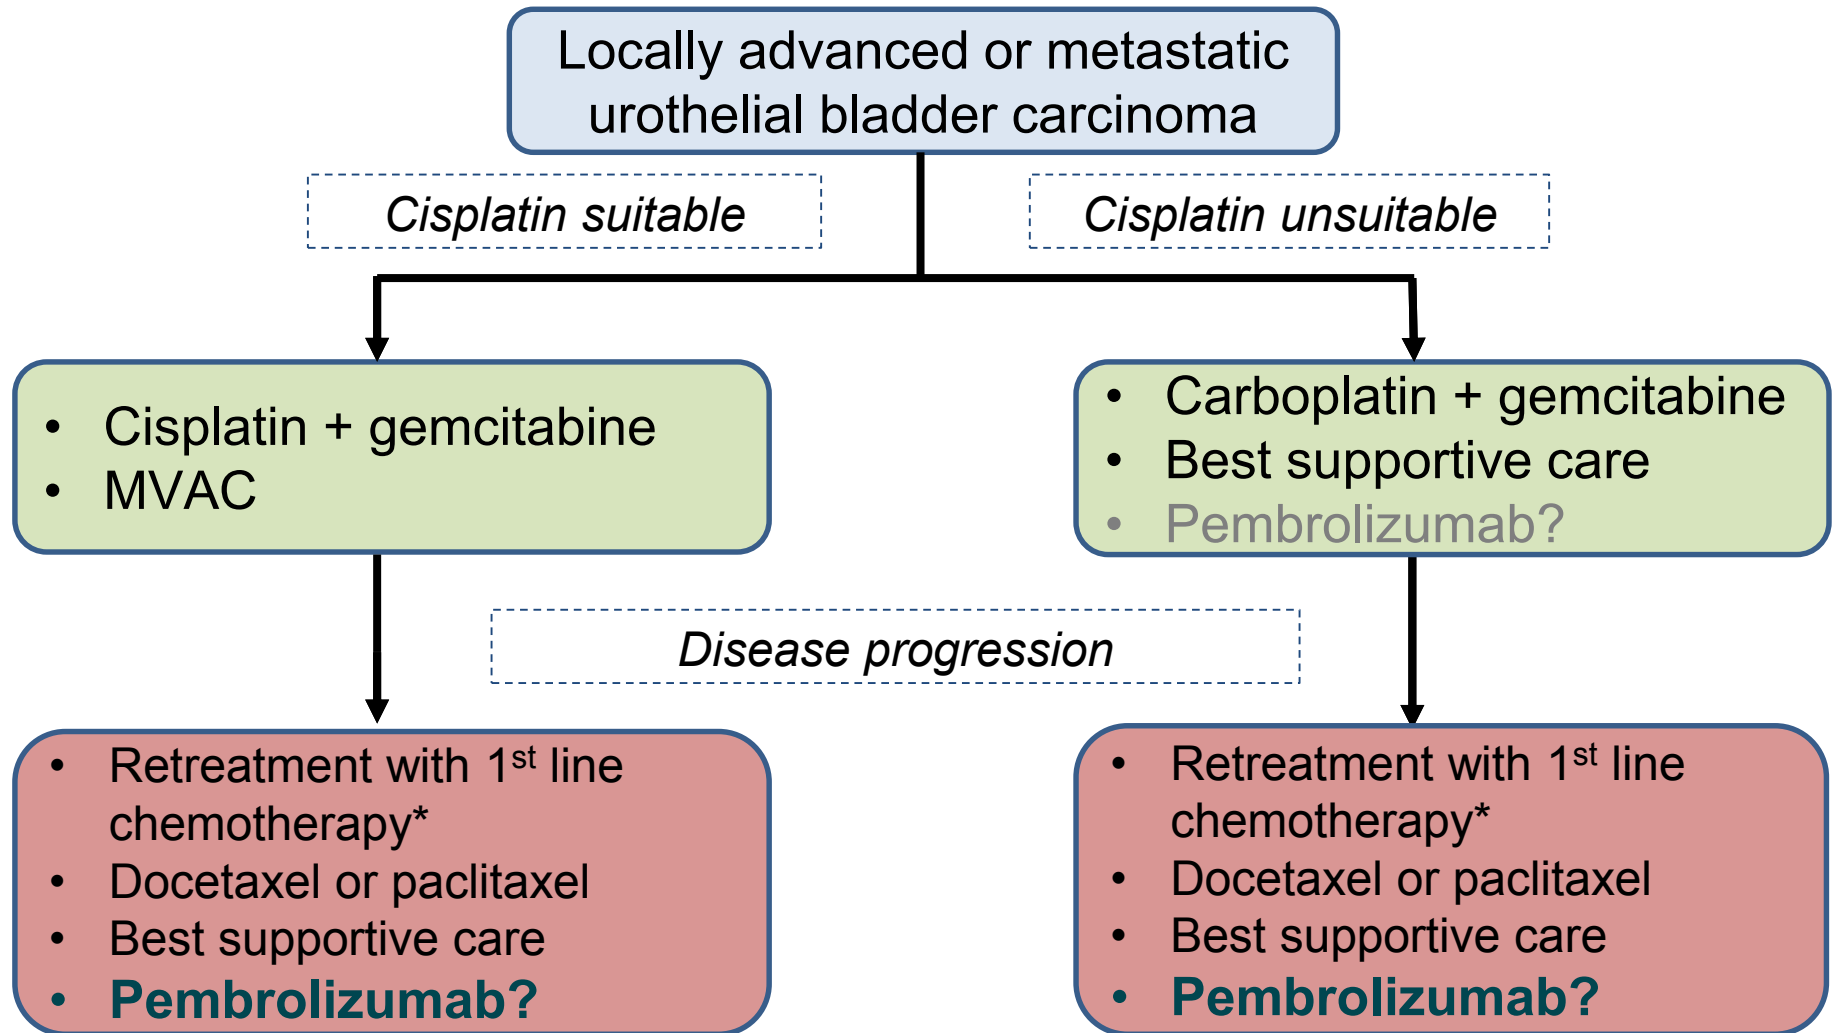 Locally advanced or metastatic
urothelial bladder carcinoma
Cisplatin suitable
Cisplatin unsuitable
• Cisplatin + gemcitabine
• MVAC
• Carboplatin + gemcitabine
• Best supportive care
• Pembrolizumab?
Disease progression
• Retreatment with 1st line
chemotherapy*
• Docetaxel or paclitaxel
• Best supportive care
• Pembrolizumab?
• Retreatment with 1st line
chemotherapy*
• Docetaxel or paclitaxel
• Best supportive care
• Pembrolizumab?